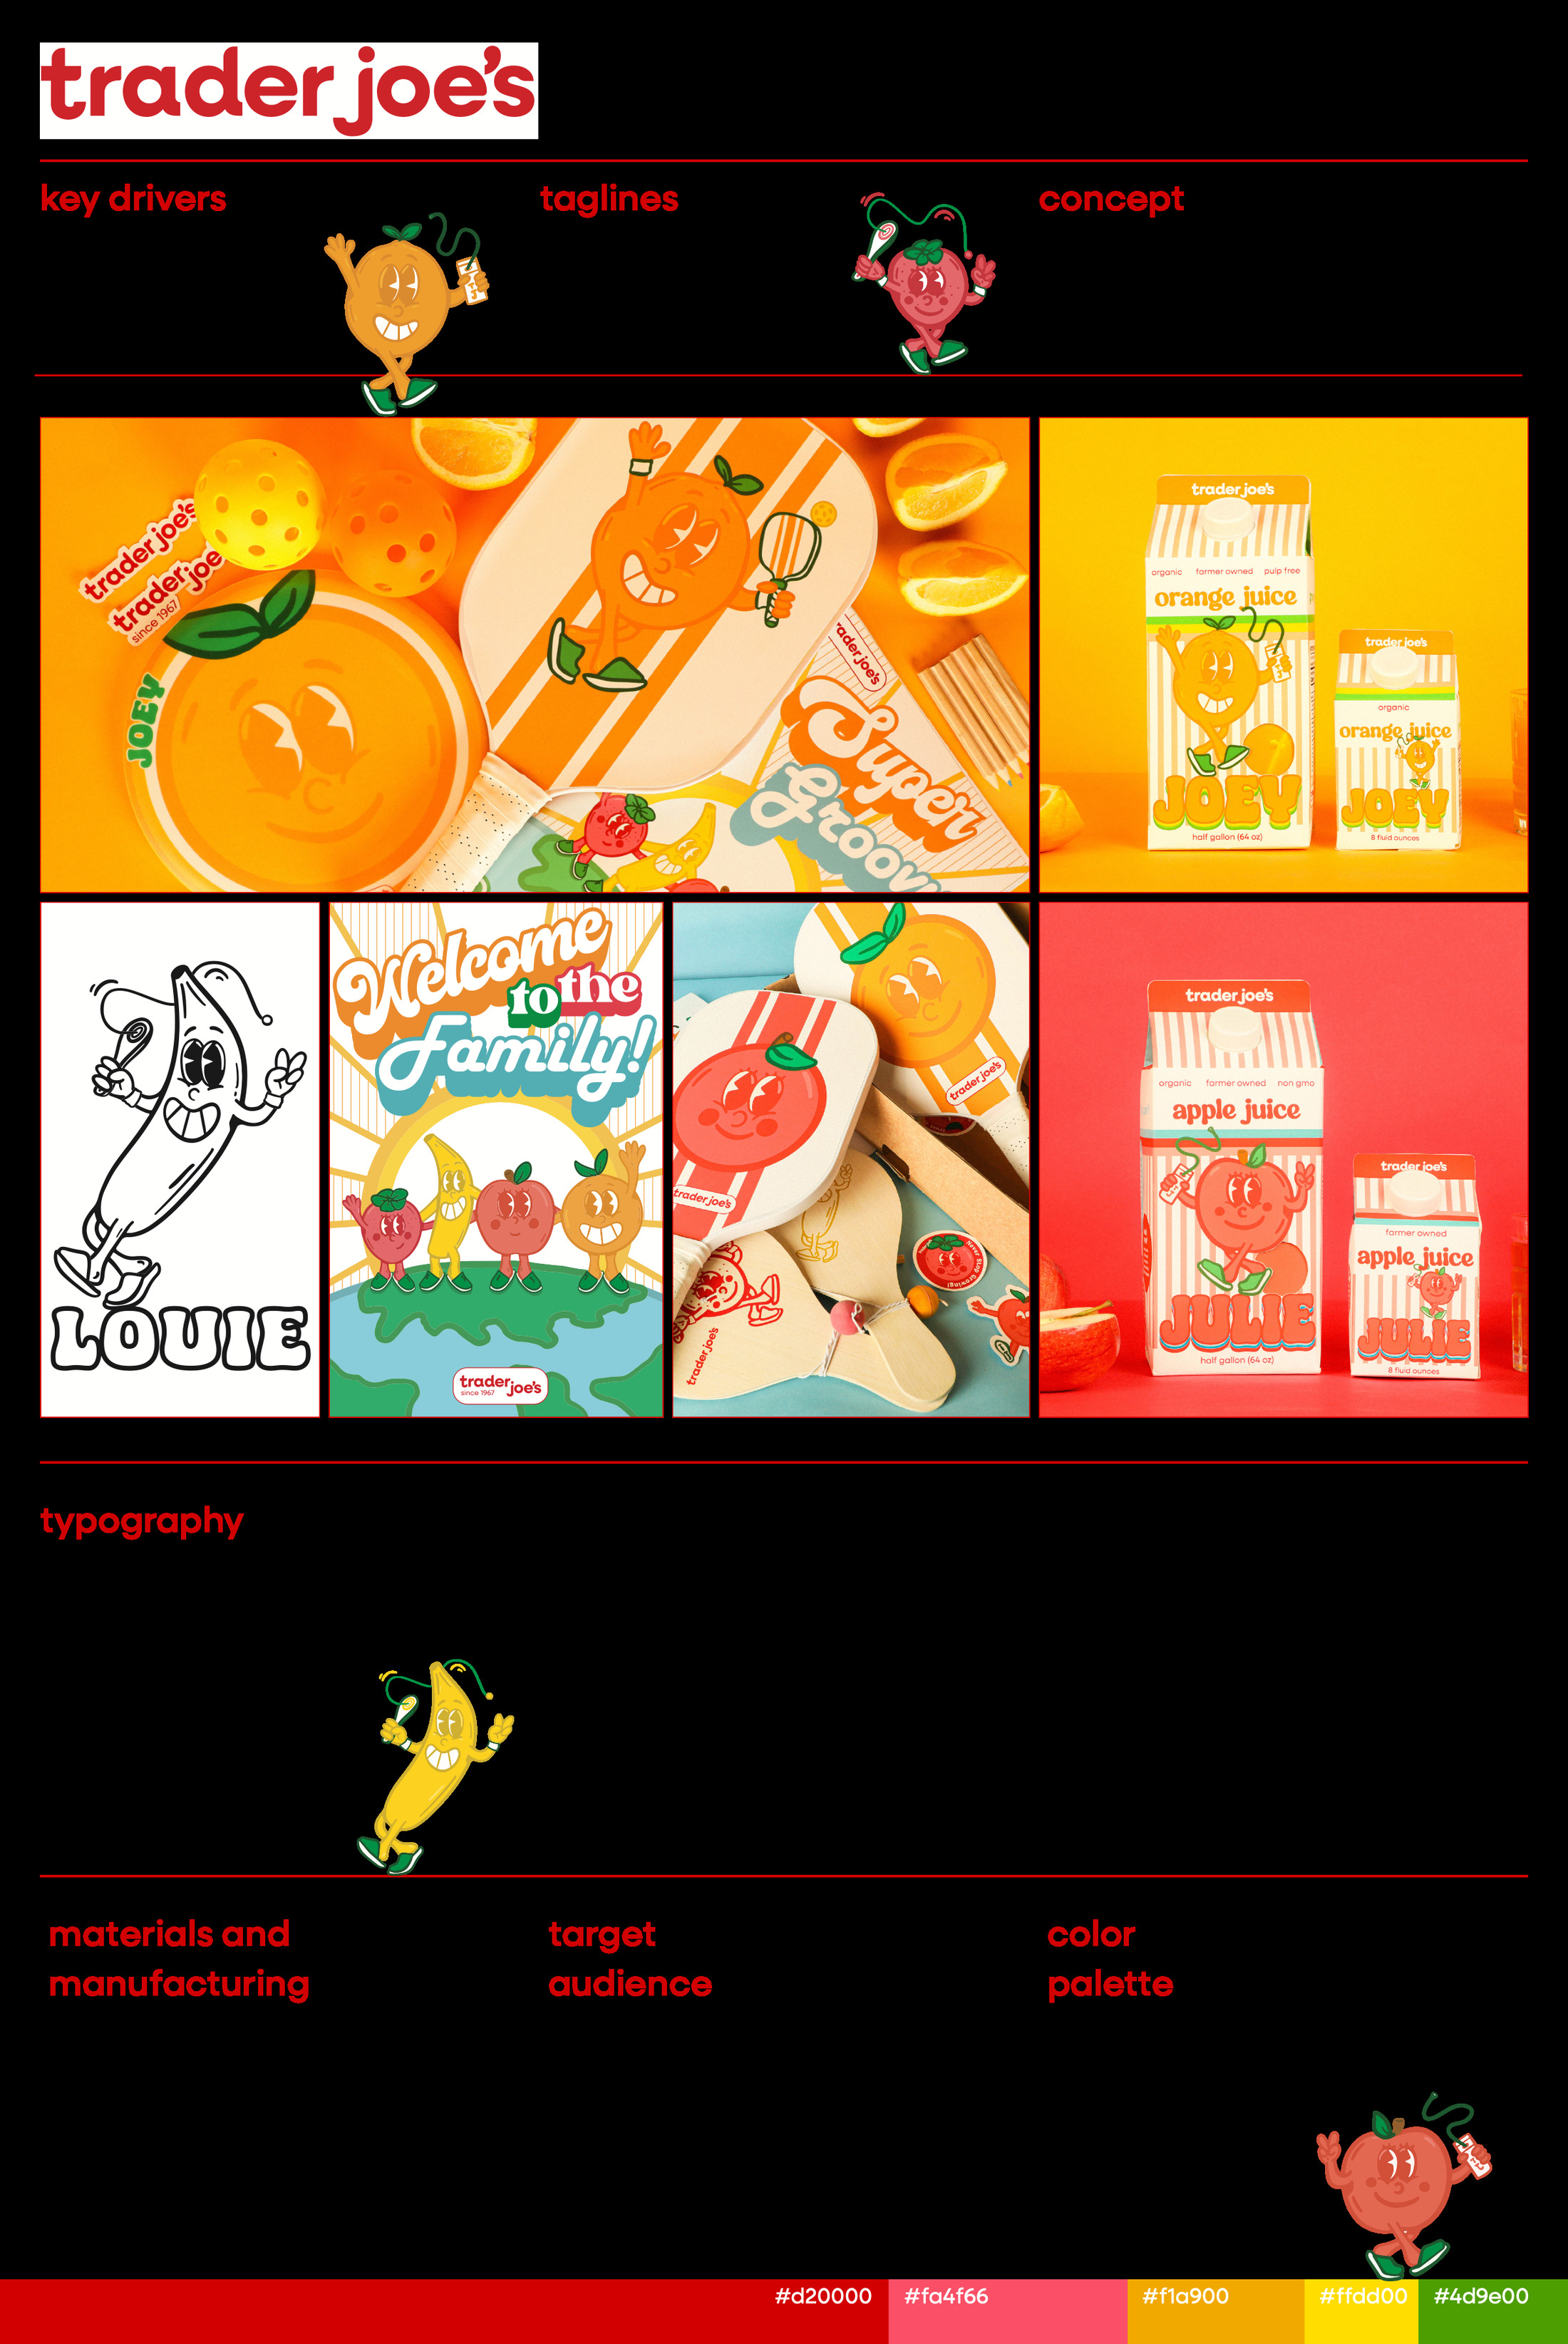 trader joe's
key drivers
taglines
concept
trader joe's
trader joe
since 1967
JOEY
trader joe's
Super
Groov
trader joe's
organic farmer owned pulp free
orange juice
JOEY
half gallon (64 oz)
trader joe's
organic
orange juice
JOEY
8 fluid ounces
LOUIE
Welcome
to the
Family!
trader joe's
since 1967
trader joe's
trader joe's
trader joe's
Never Stop Growing!
trader joe's
organic farmer owned non gmo
apple juice
JULIE
half gallon (64 oz)
trader joe's
farmer owned
apple juice
JULIE
8 fluid ounces
typography
materials and
manufacturing
target
audience
color
palette
#d20000
#fa4f66
#f1a900
#ffdd00
#4d9e00